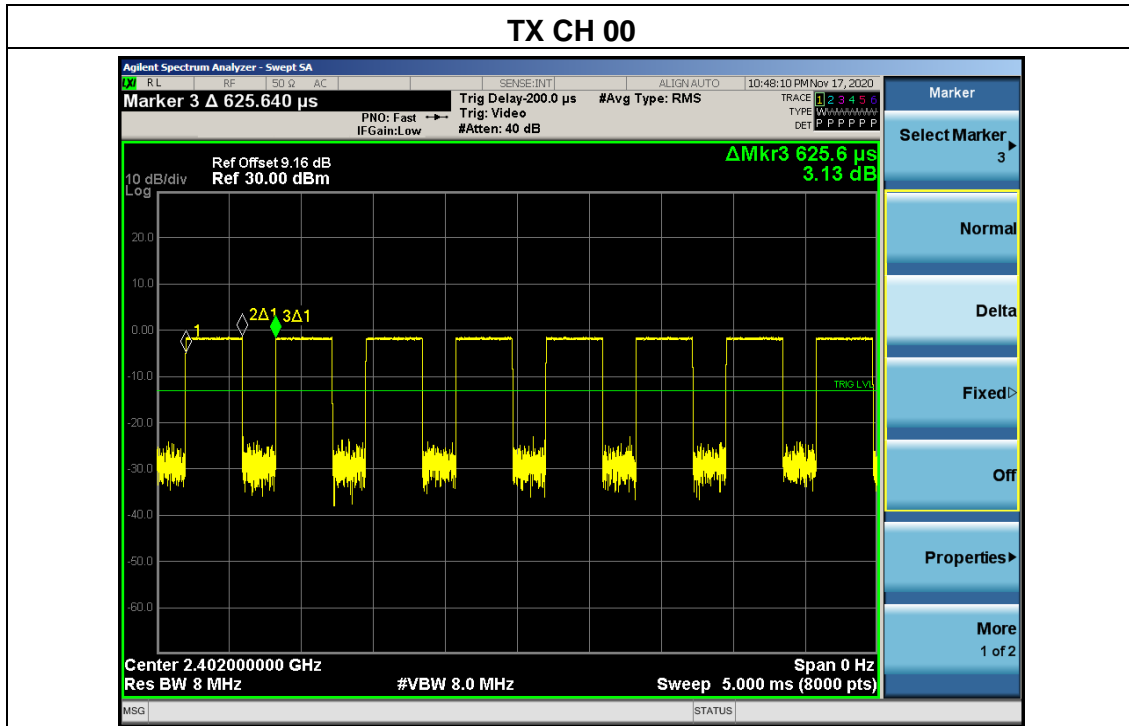 TX CH 00
Agilent Spectrum Analyzer - Swept SA
LXI RL RF 50 Ω AC SENSE:INT ALIGN AUTO 10:48:10 PM Nov 17, 2020
Marker 3 Δ 625.640 µs
PNO: Fast
IFGain:Low
Trig Delay-200.0 µs
Trig: Video
#Atten: 40 dB
#Avg Type: RMS
TRACE 1 2 3 4 5 6
TYPE
DET P P P P P P
ΔMkr3 625.6 µs
3.13 dB
Ref Offset 9.16 dB
10 dB/div Ref 30.00 dBm
Log
20.0
10.0
0.00
-10.0
-20.0
-30.0
-40.0
-50.0
-60.0
1
2Δ1
3Δ1
TRIG LVL
Center 2.402000000 GHz Span 0 Hz
Res BW 8 MHz #VBW 8.0 MHz Sweep 5.000 ms (8000 pts)
MSG STATUS
Marker
Select Marker
3
Normal
Delta
Fixed
Off
Properties
More
1 of 2